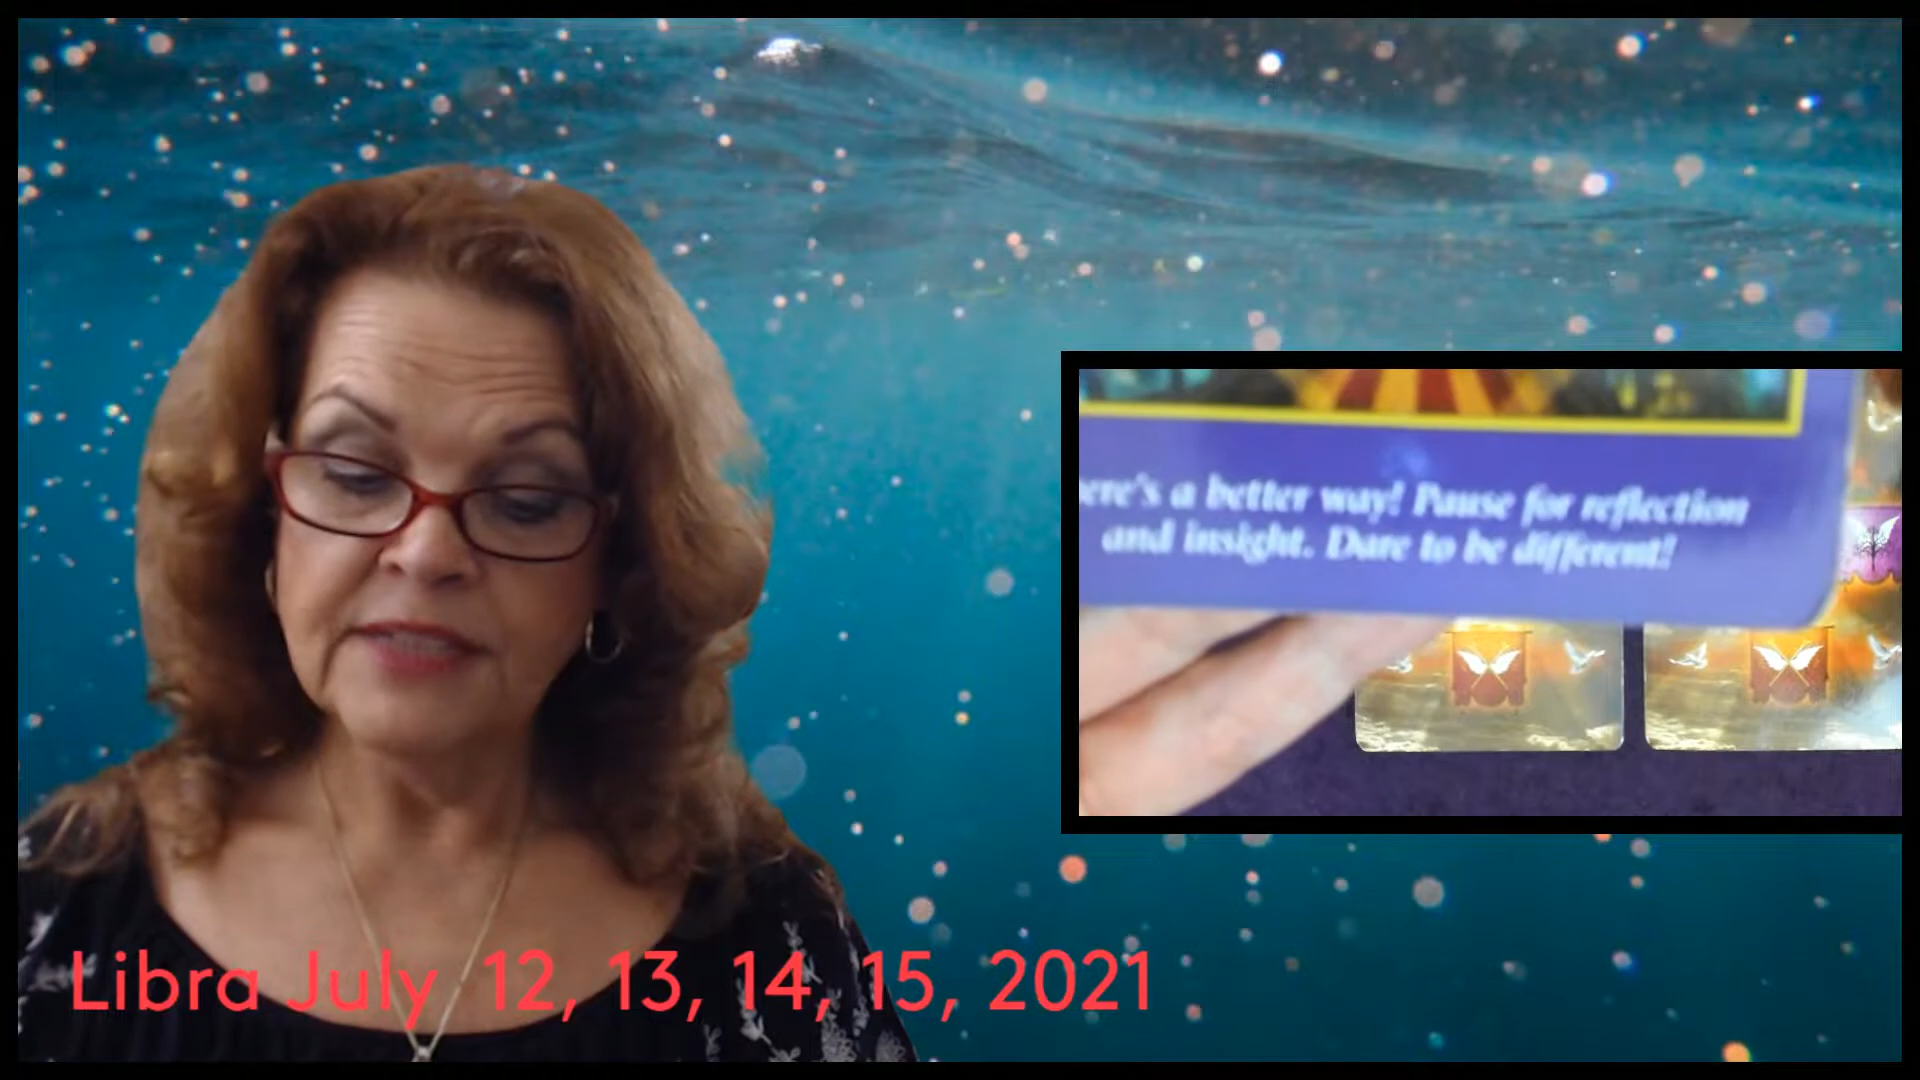 ere's a better way! Pause for reflection
and insight. Dare to be different!
Libra July 12, 13, 14, 15, 2021